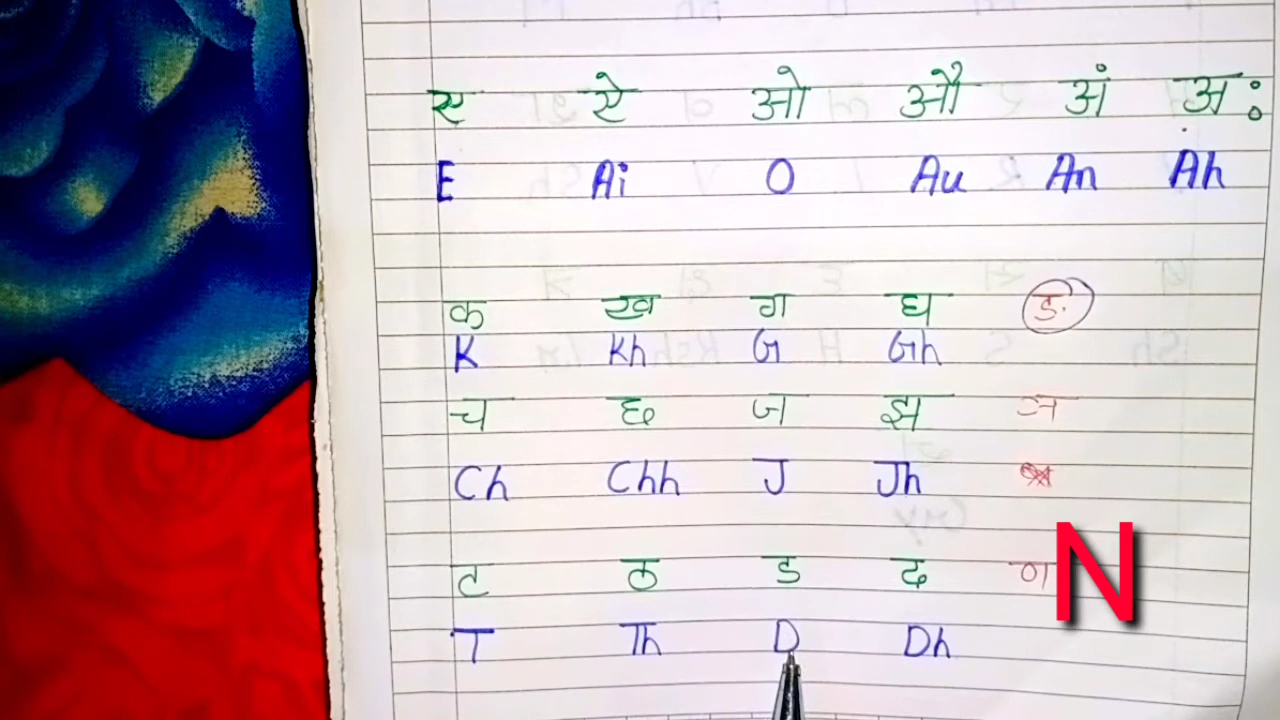 ए ऐ ओ औ अं अः
E Ai O Au An Ah
क ख ग घ ङ
K Kh G Gh
च छ ज झ ञ
Ch Chh J Jh
ट ठ ड द ण N
T Th D Dh